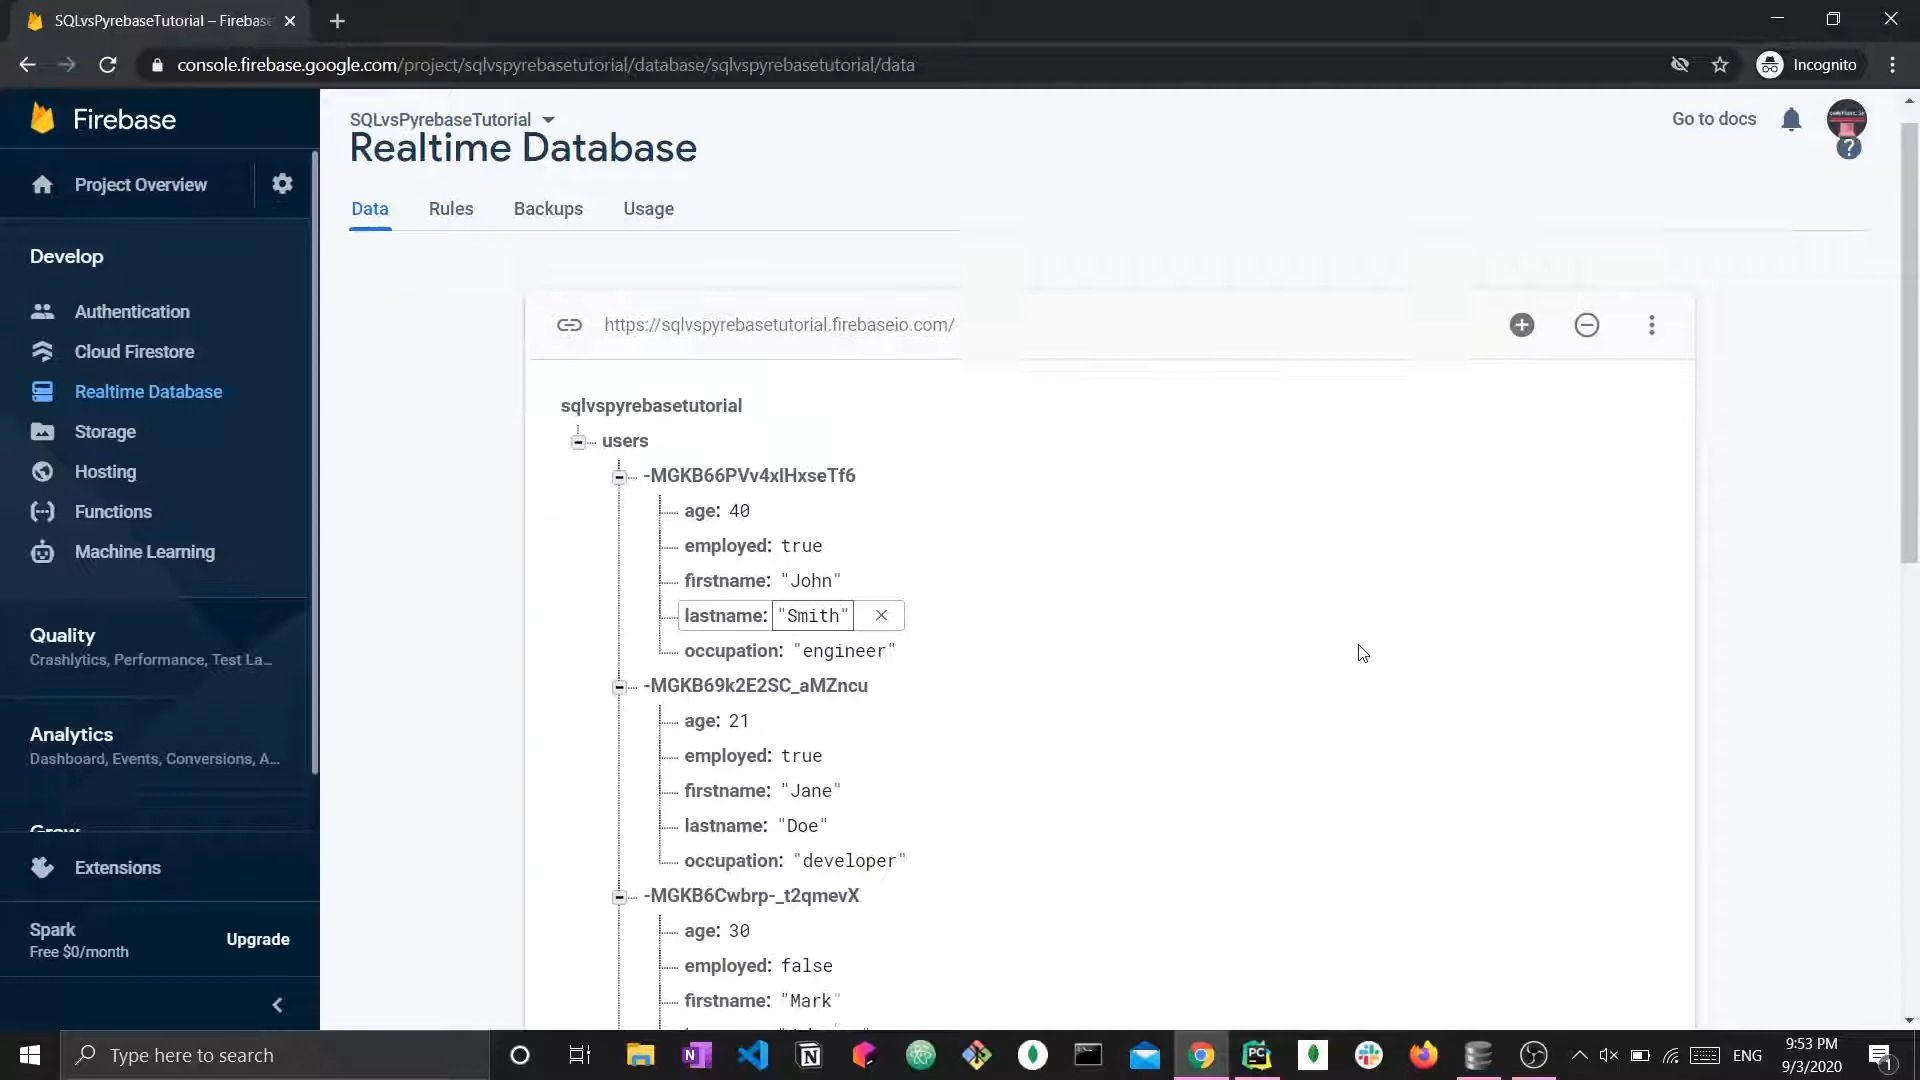 SQLvsPyrebaseTutorial – Firebase
console.firebase.google.com/project/sqlvspyrebasetutorial/database/sqlvspyrebasetutorial/data
Incognito
Firebase
SQLvsPyrebaseTutorial
Go to docs
Realtime Database
Project Overview
Data Rules Backups Usage
Develop
Authentication
Cloud Firestore
Realtime Database
Storage
Hosting
Functions
Machine Learning
Quality
Crashlytics, Performance, Test La...
Analytics
Dashboard, Events, Conversions, A...
Grow
Extensions
Spark
Free $0/month
Upgrade
https://sqlvspyrebasetutorial.firebaseio.com/
sqlvspyrebasetutorial
users
-MGKB66PVv4xlHxseTf6
age: 40
employed: true
firstname: "John"
lastname: "Smith"
occupation: "engineer"
-MGKB69k2E2SC_aMZncu
age: 21
employed: true
firstname: "Jane"
lastname: "Doe"
occupation: "developer"
-MGKB6Cwbrp-_t2qmevX
age: 30
employed: false
firstname: "Mark"
Type here to search
ENG
9:53 PM
9/3/2020
1